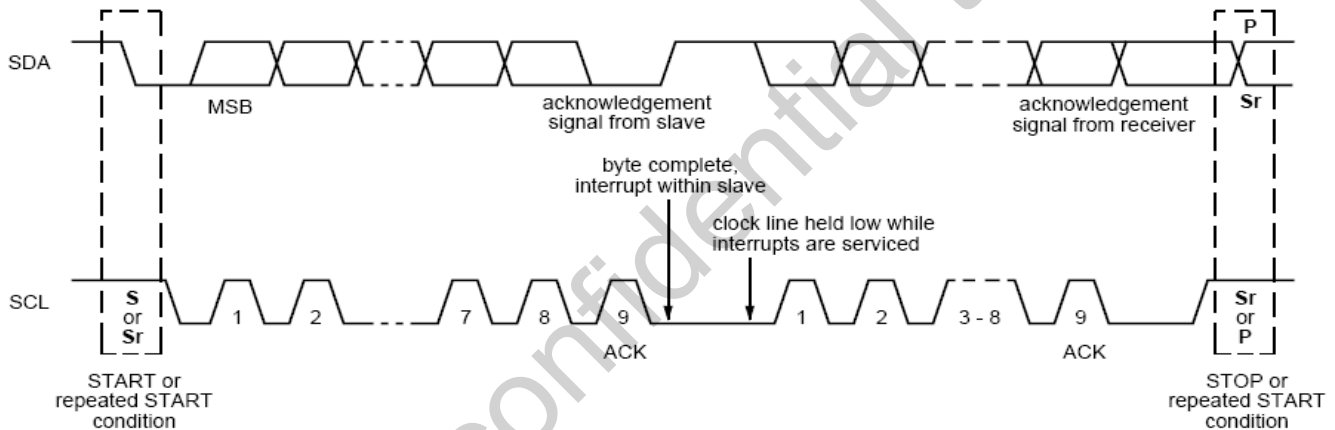 P
SDA
MSB
acknowledgement
signal from slave
acknowledgement
signal from receiver
Sr
byte complete,
interrupt within slave
clock line held low while
interrupts are serviced
SCL
S
or
Sr
1
2
7
8
9
1
2
3 - 8
9
Sr
or
P
ACK
ACK
START or
repeated START
condition
STOP or
repeated START
condition
confidential